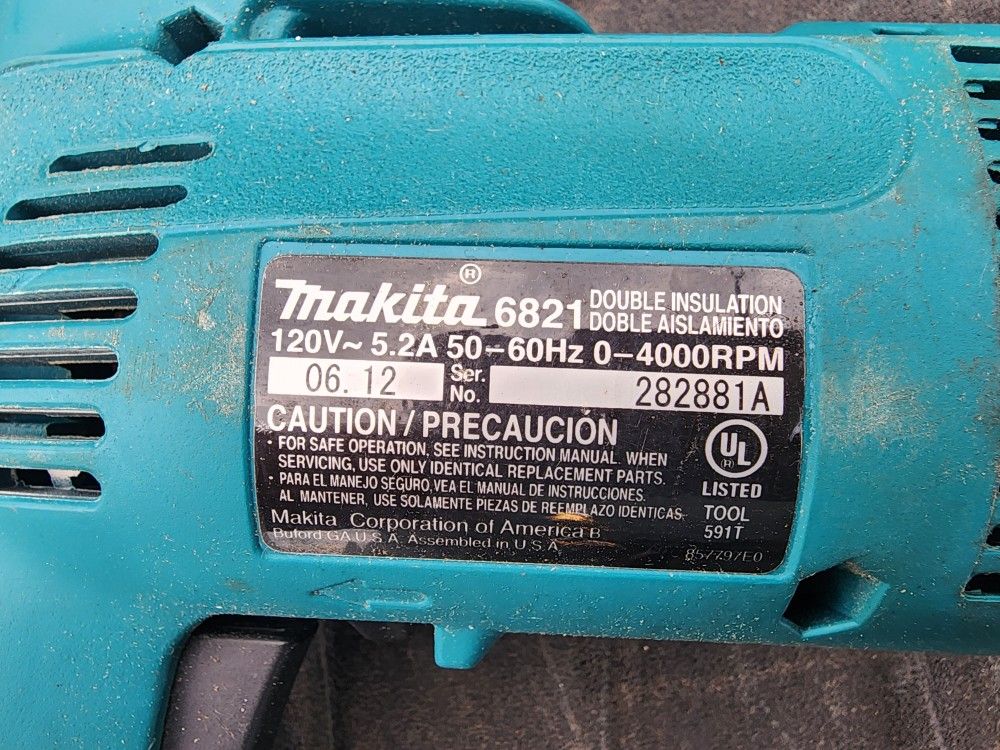 makita® 6821 DOUBLE INSULATION
DOBLE AISLAMIENTO
120V~ 5.2A 50-60Hz 0-4000RPM
06. 12 Ser. No. 282881A
CAUTION / PRECAUCIÓN
• FOR SAFE OPERATION, SEE INSTRUCTION MANUAL. WHEN
SERVICING, USE ONLY IDENTICAL REPLACEMENT PARTS.
• PARA EL MANEJO SEGURO, VEA EL MANUAL DE INSTRUCCIONES.
AL MANTENER, USE SOLAMENTE PIEZAS DE REEMPLAZO IDENTICAS.
Makita Corporation of America B
Buford GA.U.S.A. Assembled in U.S.A.
UL ®
LISTED
TOOL
591T
857797E0